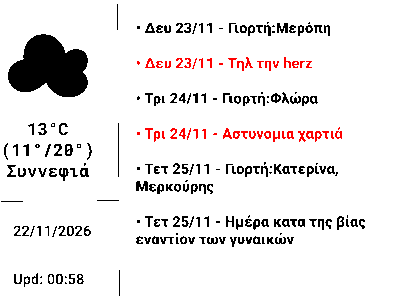 13°C
(11°/20°)
Συννεφιά
22/11/2026
Upd: 00:58
• Δευ 23/11 - Γιορτή:Μερόπη
• Δευ 23/11 - Τηλ την herz
• Τρι 24/11 - Γιορτή:Φλώρα
• Τρι 24/11 - Αστυνομια χαρτιά
• Τετ 25/11 - Γιορτή:Κατερίνα,
Μερκούρης
• Τετ 25/11 - Ημέρα κατα της βίας
εναντίον των γυναικών